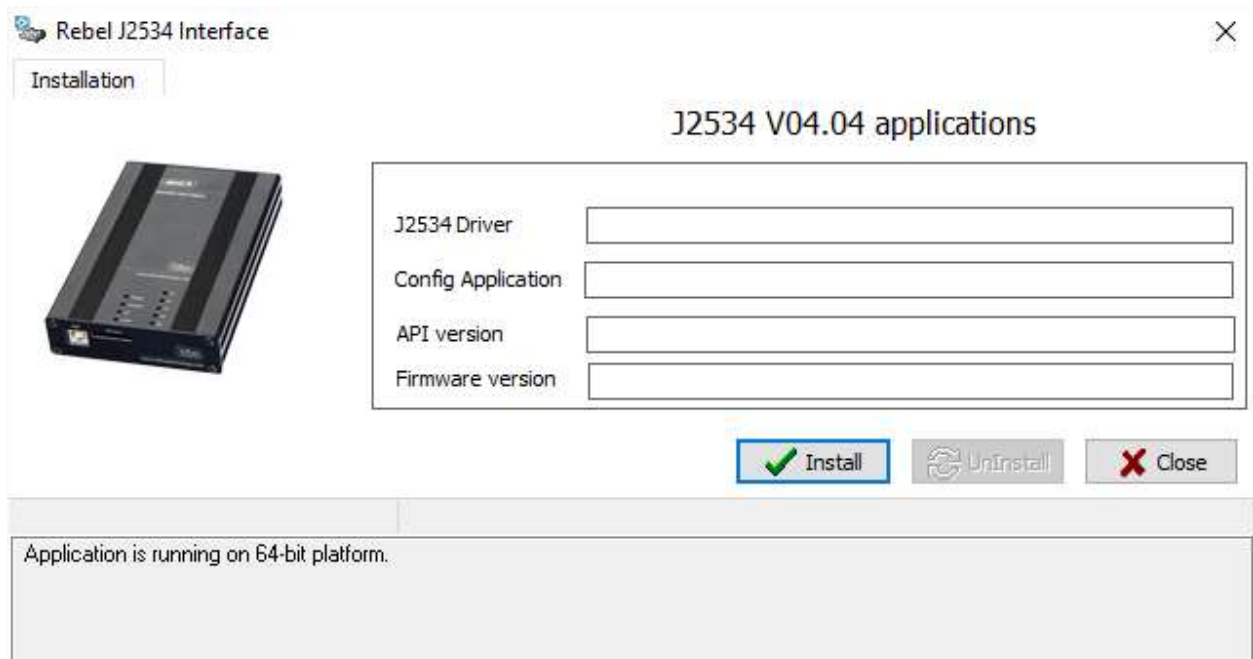 Rebel J2534 Interface
Installation
J2534 V04.04 applications
J2534 Driver
Config Application
API version
Firmware version
Install
UnInstall
Close
Application is running on 64-bit platform.